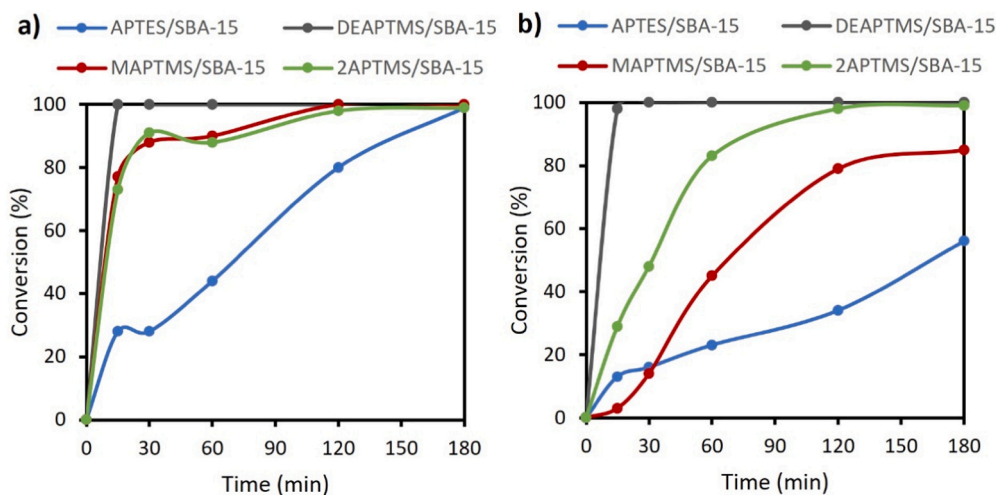 a) APTES/SBA-15 DEAPTMS/SBA-15
MAPTMS/SBA-15 2APTMS/SBA-15
100
80
60
40
20
0
Conversion (%)
0 30 60 90 120 150 180
Time (min)
b) APTES/SBA-15 DEAPTMS/SBA-15
MAPTMS/SBA-15 2APTMS/SBA-15
100
80
60
40
20
0
Conversion (%)
0 30 60 90 120 150 180
Time (min)